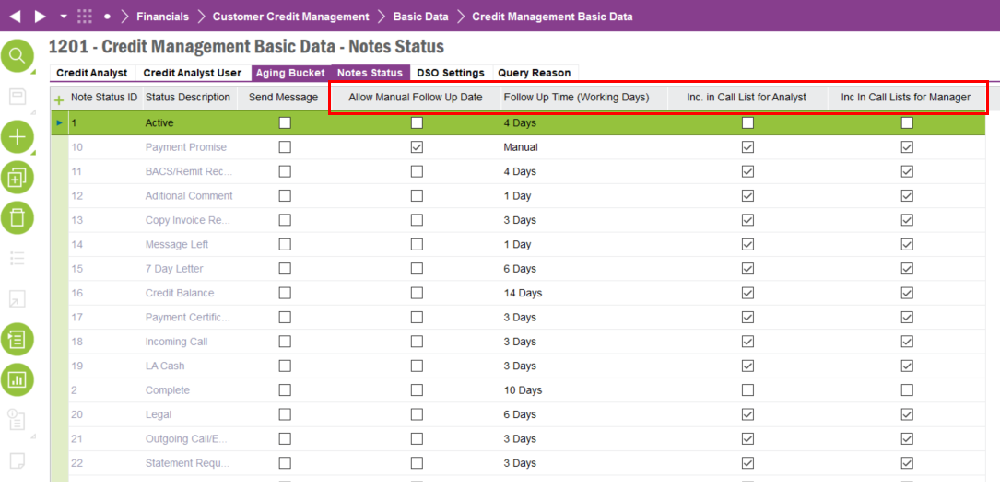 Financials Customer Credit Management Basic Data Credit Management Basic Data
1201 - Credit Management Basic Data - Notes Status
Credit Analyst Credit Analyst User Aging Bucket Notes Status DSO Settings Query Reason
Note Status ID Status Description Send Message Allow Manual Follow Up Date Follow Up Time (Working Days) Inc. in Call List for Analyst Inc In Call Lists for Manager
1 Active 4 Days
10 Payment Promise Manual
11 BACS/Remit Rec... 4 Days
12 Aditional Comment 1 Day
13 Copy Invoice Re... 3 Days
14 Message Left 1 Day
15 7 Day Letter 6 Days
16 Credit Balance 14 Days
17 Payment Certific... 3 Days
18 Incoming Call 3 Days
19 LA Cash 3 Days
2 Complete 10 Days
20 Legal 6 Days
21 Outgoing Call/E... 3 Days
22 Statement Requ... 3 Days